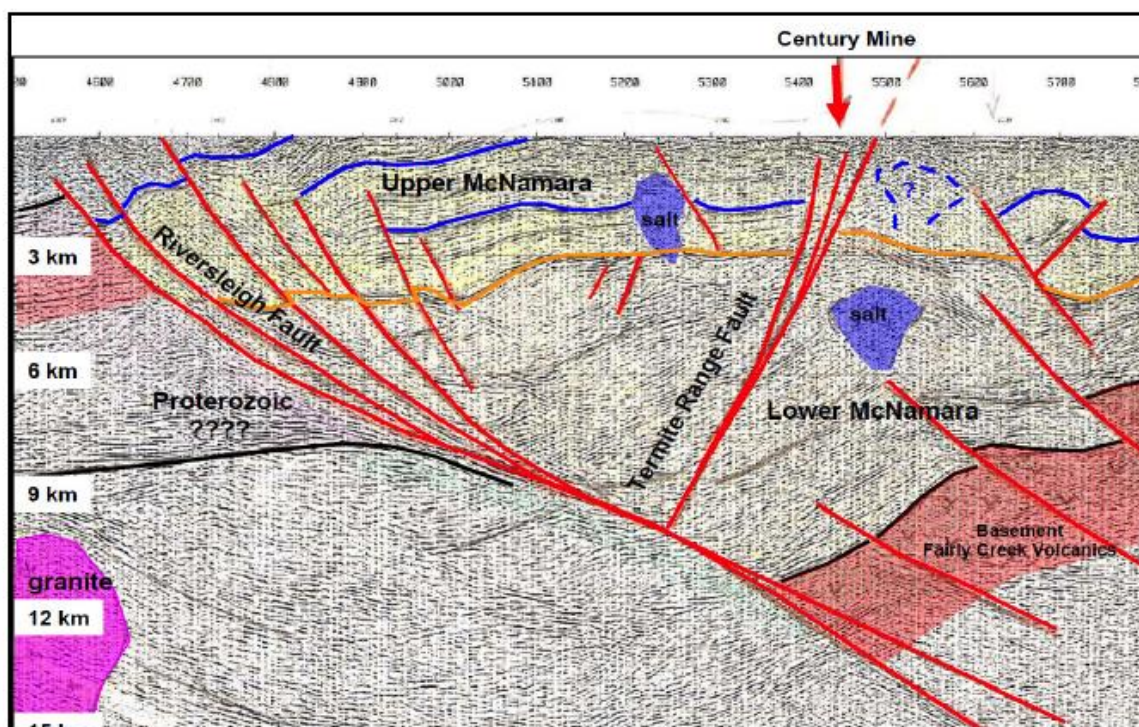 Century Mine
4600 4700 4800 4900 5000 5100 5200 5300 5400 5500 5600 5700
Upper McNamara
?
salt
3 km
Riversleigh Fault
salt
6 km
Termite Range Fault
Proterozoic
????
Lower McNamara
9 km
Basement
Fairly Creek Volcanics
granite
12 km